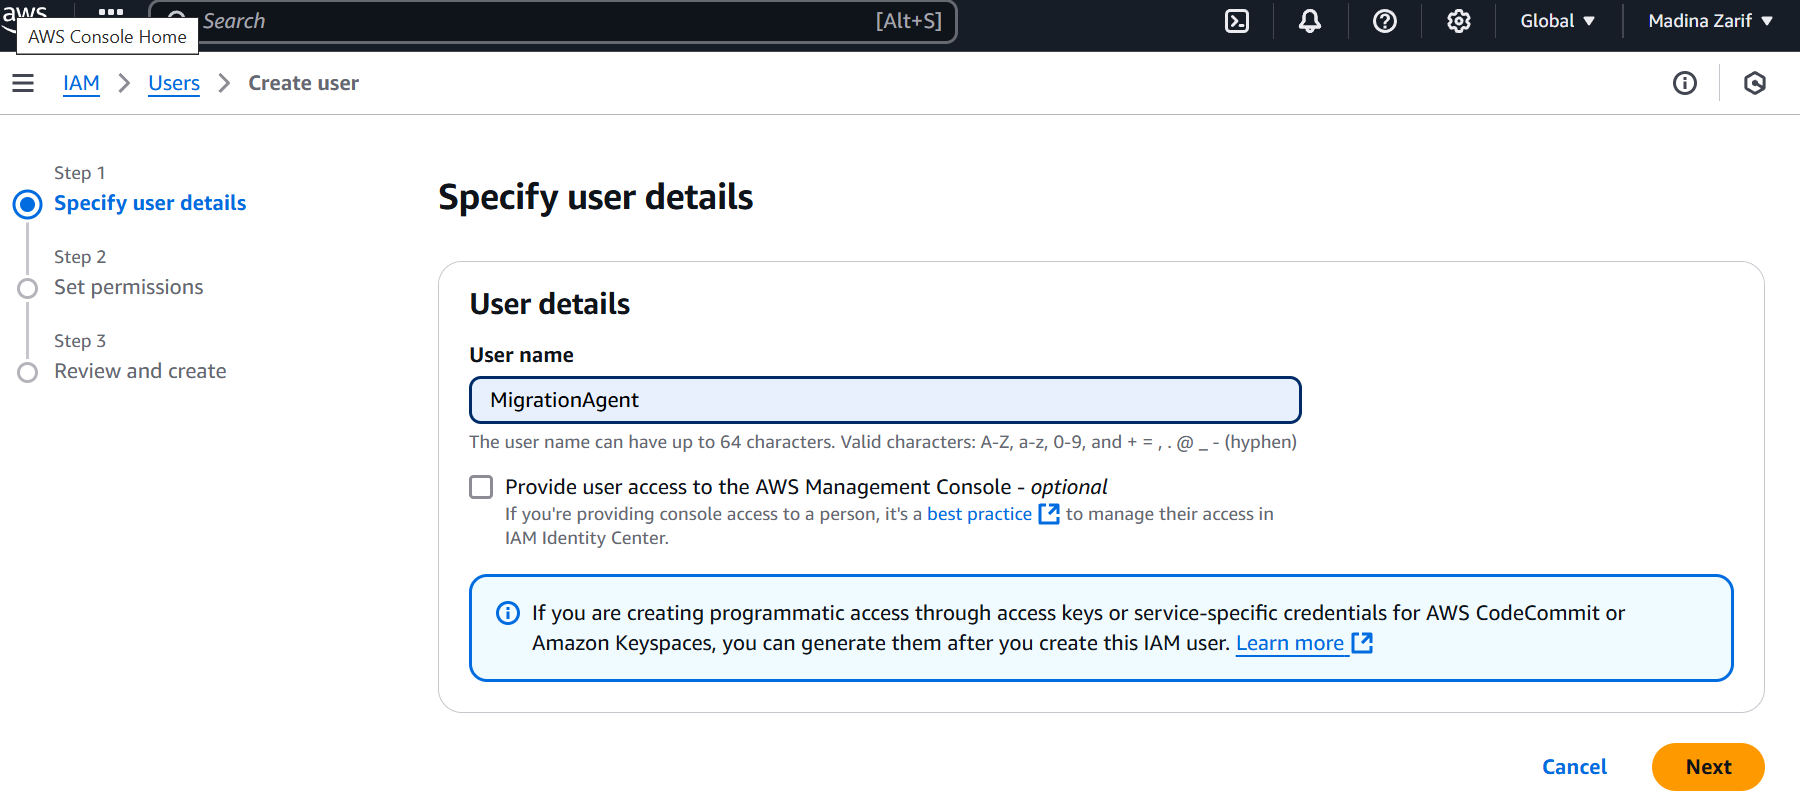 aws
Search
[Alt+S]
Global
Madina Zarif
AWS Console Home
IAM
Users
Create user
Step 1
Specify user details
Step 2
Set permissions
Step 3
Review and create
Specify user details
User details
User name
MigrationAgent
The user name can have up to 64 characters. Valid characters: A-Z, a-z, 0-9, and + = , . @ _ - (hyphen)
Provide user access to the AWS Management Console - optional
If you're providing console access to a person, it's a best practice to manage their access in
IAM Identity Center.
If you are creating programmatic access through access keys or service-specific credentials for AWS CodeCommit or
Amazon Keyspaces, you can generate them after you create this IAM user. Learn more
Cancel
Next